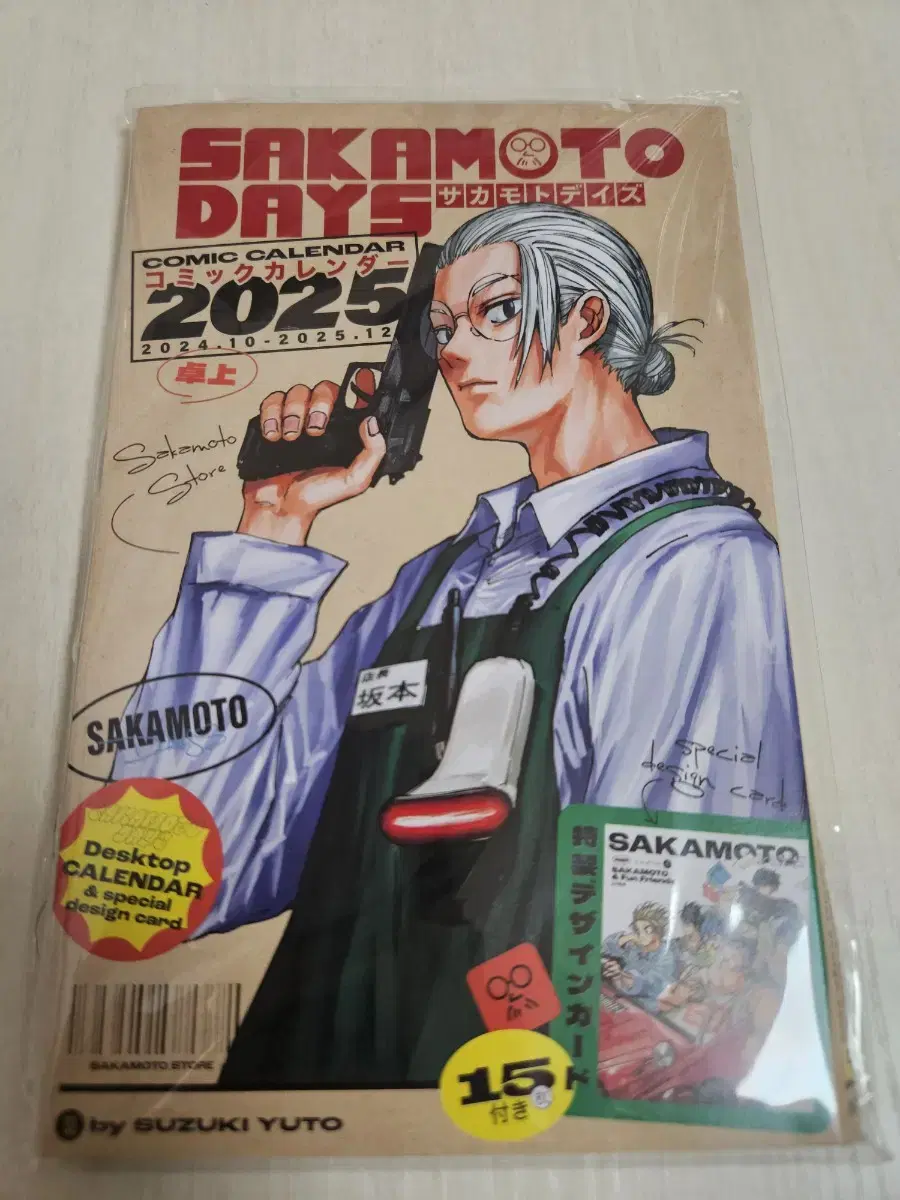 SAKAMOTO
DAYS サカモトデイズ
COMIC CALENDAR
コミックカレンダー
2025
2024.10-2025.12
卓上
Sakamoto
Store
店長
坂本
SAKAMOTO
Desktop
CALENDAR
& special
design card
special
design card
特製デザインカード
SAKAMOTO
SAKAMOTO
& Fun Friends
SAKAMOTO STORE
15枚
付き
by SUZUKI YUTO